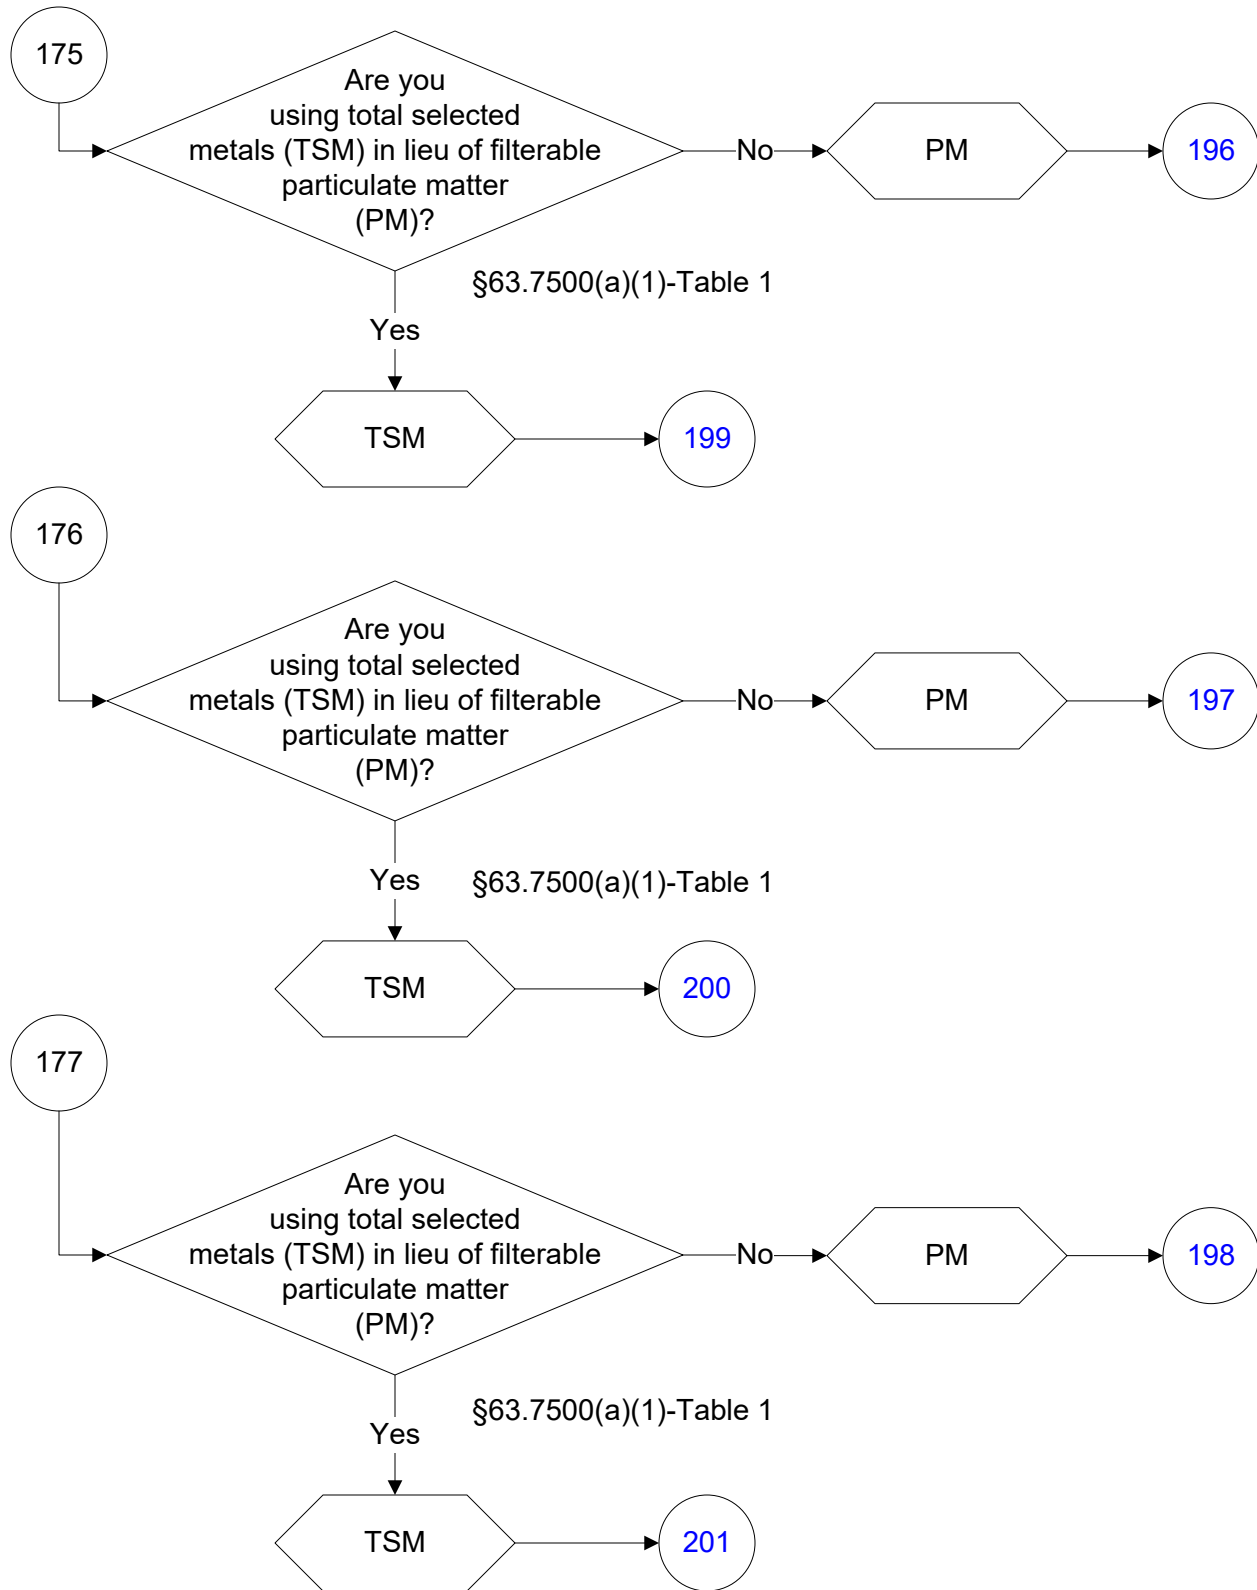 175
Are you
using total selected
metals (TSM) in lieu of filterable
particulate matter
(PM)?
No
PM
196
§63.7500(a)(1)-Table 1
Yes
TSM
199
176
Are you
using total selected
metals (TSM) in lieu of filterable
particulate matter
(PM)?
No
PM
197
Yes
§63.7500(a)(1)-Table 1
TSM
200
177
Are you
using total selected
metals (TSM) in lieu of filterable
particulate matter
(PM)?
No
PM
198
§63.7500(a)(1)-Table 1
Yes
TSM
201